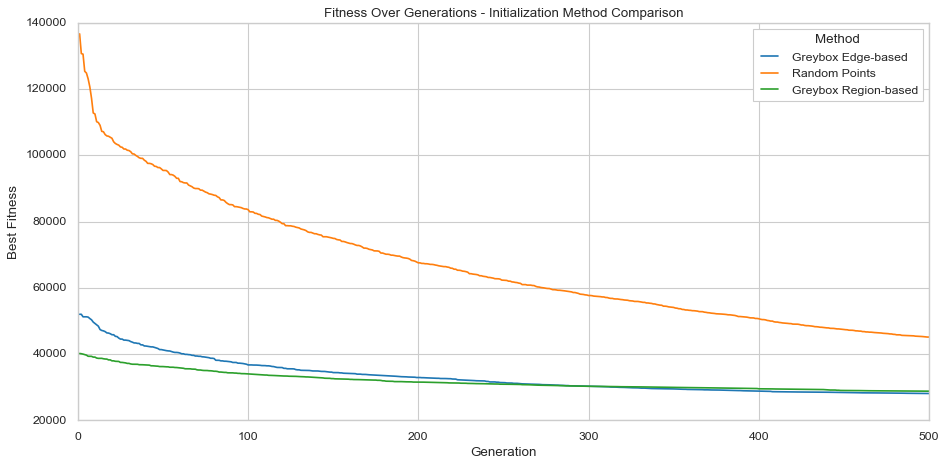 Fitness Over Generations - Initialization Method Comparison
140000
120000
100000
80000
60000
40000
20000
Best Fitness
Method
Greybox Edge-based
Random Points
Greybox Region-based
0
100
200
300
400
500
Generation